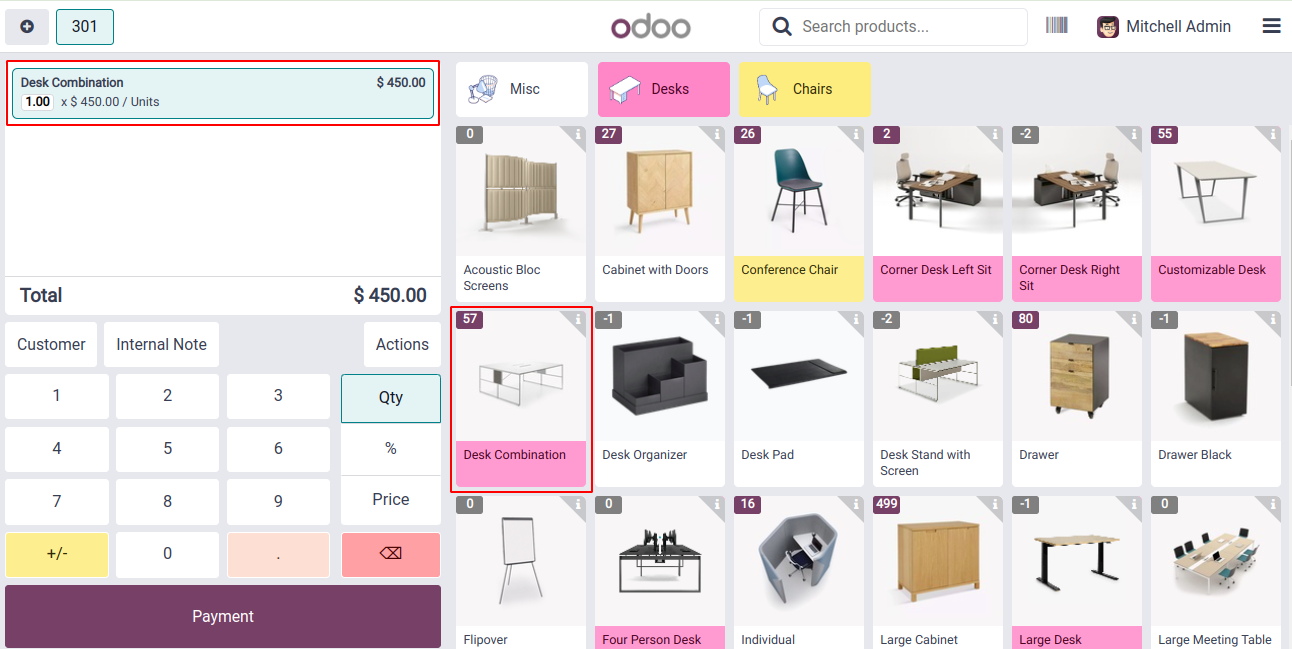 301
odoo
Search products...
Mitchell Admin
Desk Combination
$ 450.00
1.00 x $ 450.00 / Units
Total
$ 450.00
Customer
Internal Note
Actions
1
2
3
Qty
4
5
6
%
7
8
9
Price
+/-
0
.
Payment
Misc
Desks
Chairs
0
Acoustic Bloc
Screens
27
Cabinet with Doors
26
Conference Chair
2
Corner Desk Left Sit
-2
Corner Desk Right
Sit
55
Customizable Desk
57
Desk Combination
-1
Desk Organizer
-1
Desk Pad
-2
Desk Stand with
Screen
80
Drawer
-1
Drawer Black
0
Flipover
0
Four Person Desk
16
Individual
499
Large Cabinet
-1
Large Desk
0
Large Meeting Table